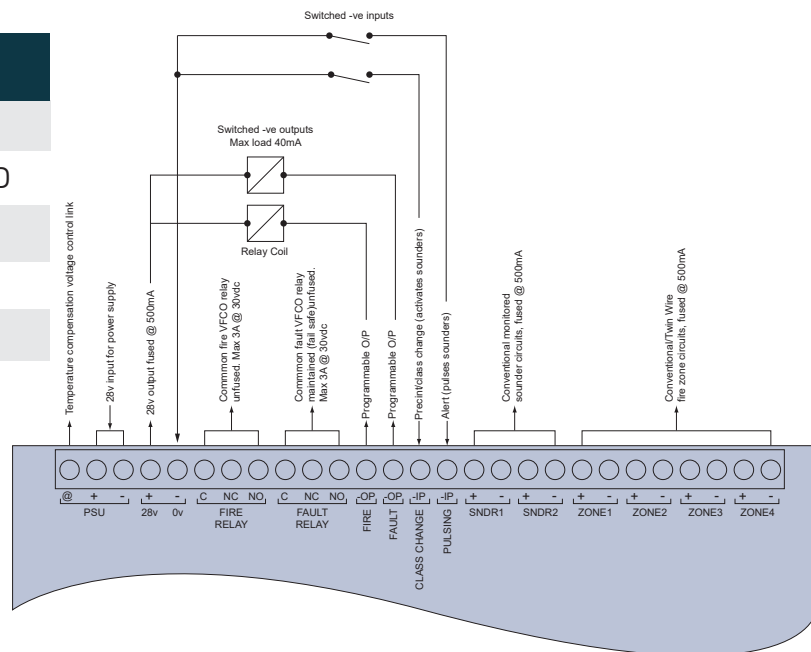 Switched -ve inputs
Switched -ve outputs
Max load 40mA
Relay Coil
Temperature compensation voltage control link
28v input for power supply
28v output fused @ 500mA
Commmon fire VFCO relay
unfused. Max 3A @ 30vdc
Commmon fault VFCO relay
maintained (fail safe)unfused.
Max 3A @ 30vdc
Programmable O/P
Programmable O/P
Precint/class change (activates sounders)
Alert (pulses sounders)
Conventional monitored
sounder circuits, fused @ 500mA
Conventional/Twin Wire
fire zone circuits, fused @ 500mA
@ + - + - C NC NO C NC NO -OP -OP -IP -IP + - + - + - + - + - + -
PSU 28v 0v FIRE RELAY FAULT RELAY FIRE FAULT CLASS CHANGE PULSING SNDR1 SNDR2 ZONE1 ZONE2 ZONE3 ZONE4